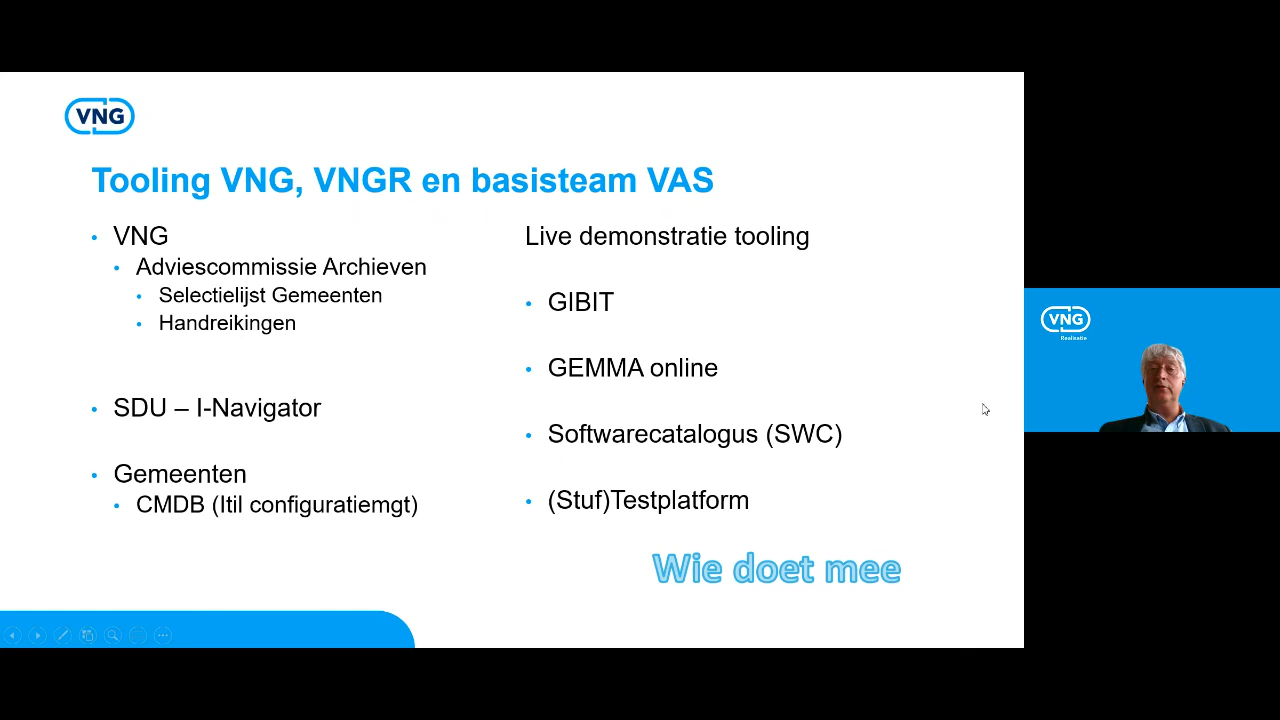 VNG
Tooling VNG, VNGR en basisteam VAS
• VNG
• Adviescommissie Archieven
• Selectielijst Gemeenten
• Handreikingen
• SDU – I-Navigator
• Gemeenten
• CMDB (Itil configuratiemgt)
Live demonstratie tooling
• GIBIT
• GEMMA online
• Softwarecatalogus (SWC)
• (Stuf)Testplatform
Wie doet mee
VNG
Realisatie